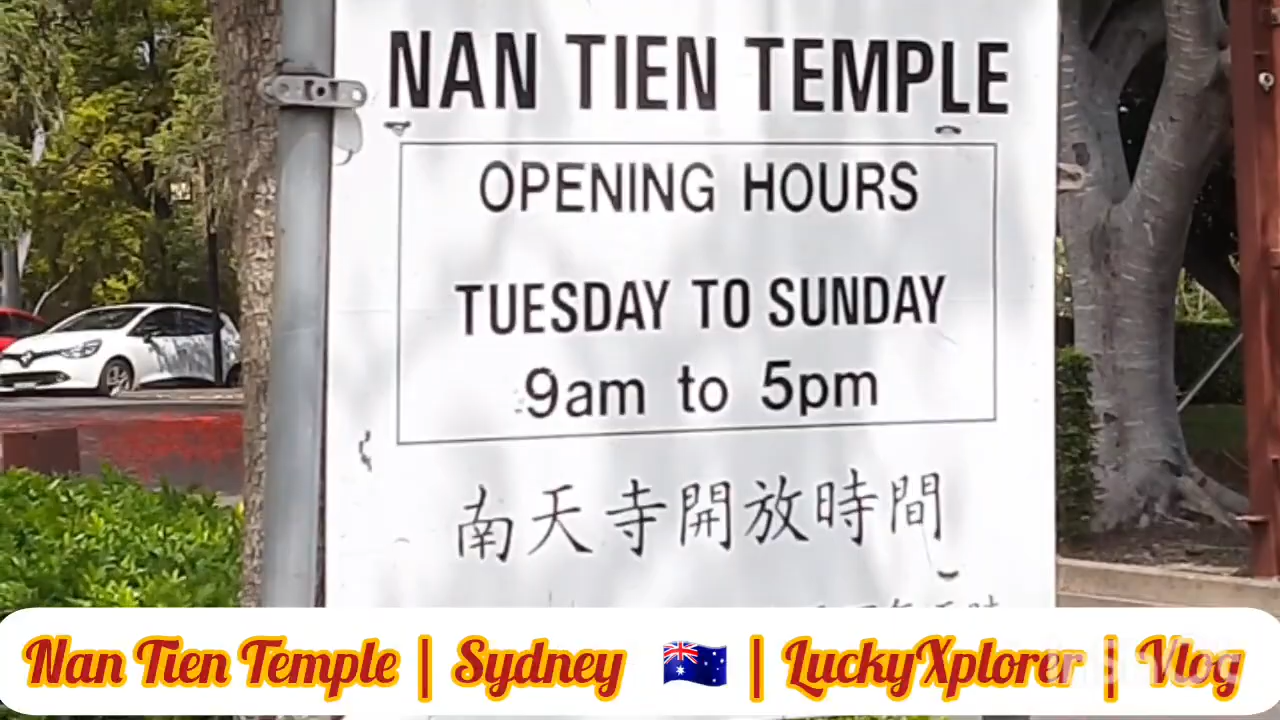 NAN TIEN TEMPLE
OPENING HOURS
TUESDAY TO SUNDAY
9am to 5pm
南天寺開放時間
Nan Tien Temple | Sydney 🇦🇺 | LuckyXplorer | Vlog